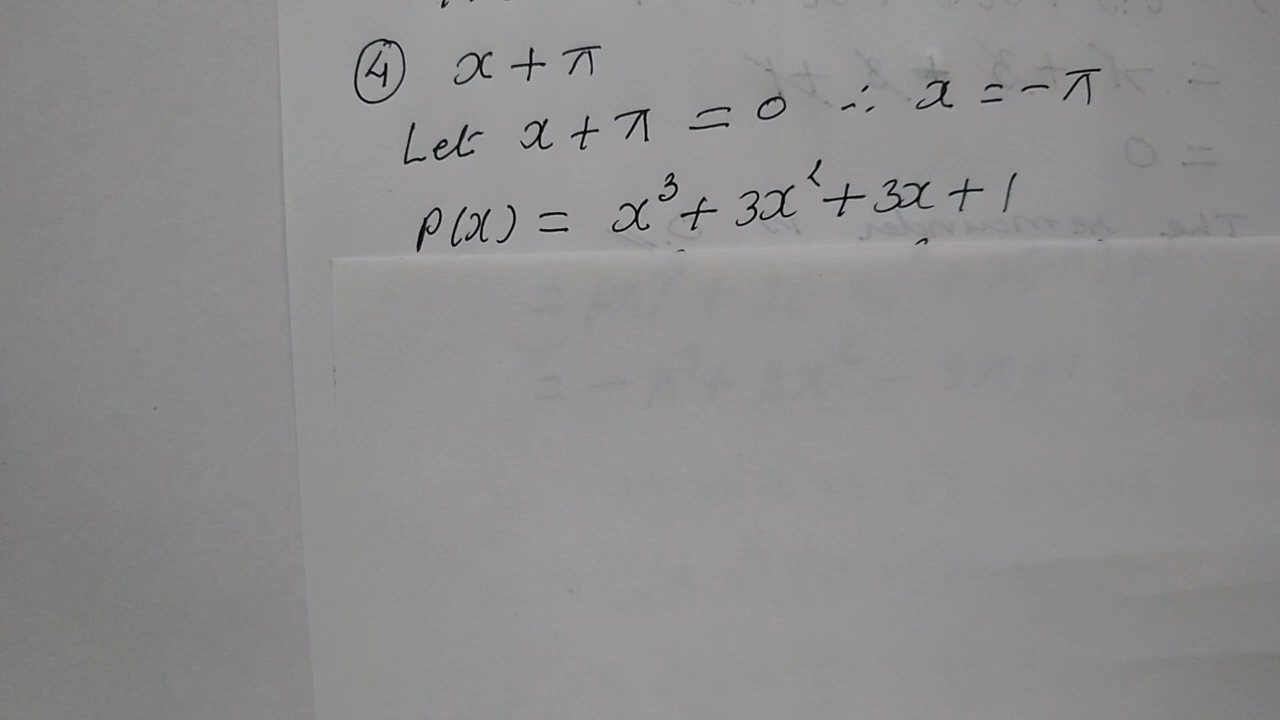 ④ x + π
Let x + π = 0 ∴ x = -π
P(x) = x³ + 3x² + 3x + 1